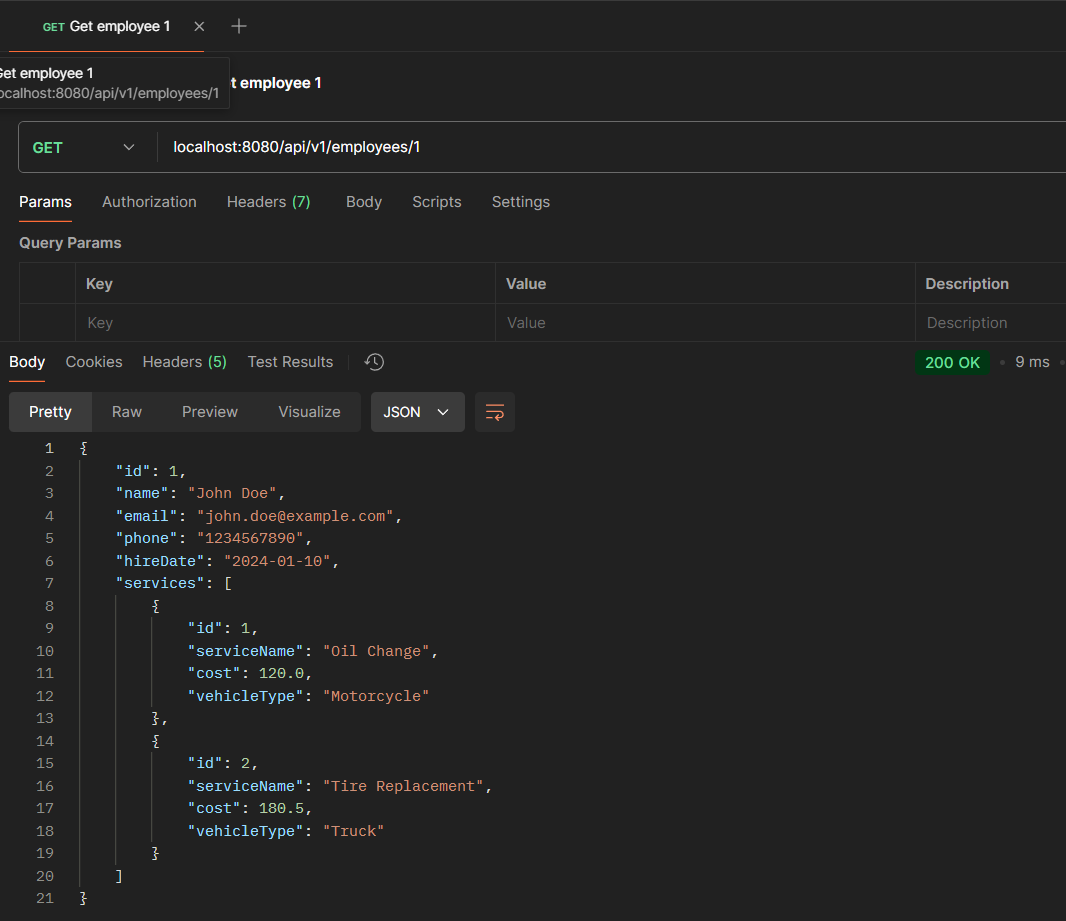 GET Get employee 1
Get employee 1
localhost:8080/api/v1/employees/1
t employee 1
GET localhost:8080/api/v1/employees/1
Params Authorization Headers (7) Body Scripts Settings
Query Params
Key Value Description
Key Value Description
Body Cookies Headers (5) Test Results 200 OK • 9 ms •
Pretty Raw Preview Visualize JSON
1 {
2 "id": 1,
3 "name": "John Doe",
4 "email": "john.doe@example.com",
5 "phone": "1234567890",
6 "hireDate": "2024-01-10",
7 "services": [
8 {
9 "id": 1,
10 "serviceName": "Oil Change",
11 "cost": 120.0,
12 "vehicleType": "Motorcycle"
13 },
14 {
15 "id": 2,
16 "serviceName": "Tire Replacement",
17 "cost": 180.5,
18 "vehicleType": "Truck"
19 }
20 ]
21 }